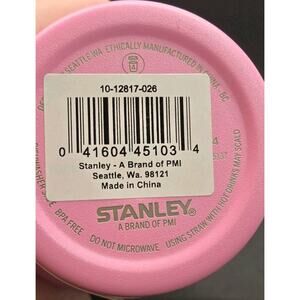 SEATTLE WA ETHICALLY MANUFACTURED IN CHINA. BC
10-12817-026
0 41604 45103 4
Stanley - A Brand of PMI
Seattle, Wa. 98121
Made in China
BPA FREE
DO NOT MICROWAVE
USING STRAW WITH HOT DRINKS MAY SCALD
STANLEY®
A BRAND OF PMI